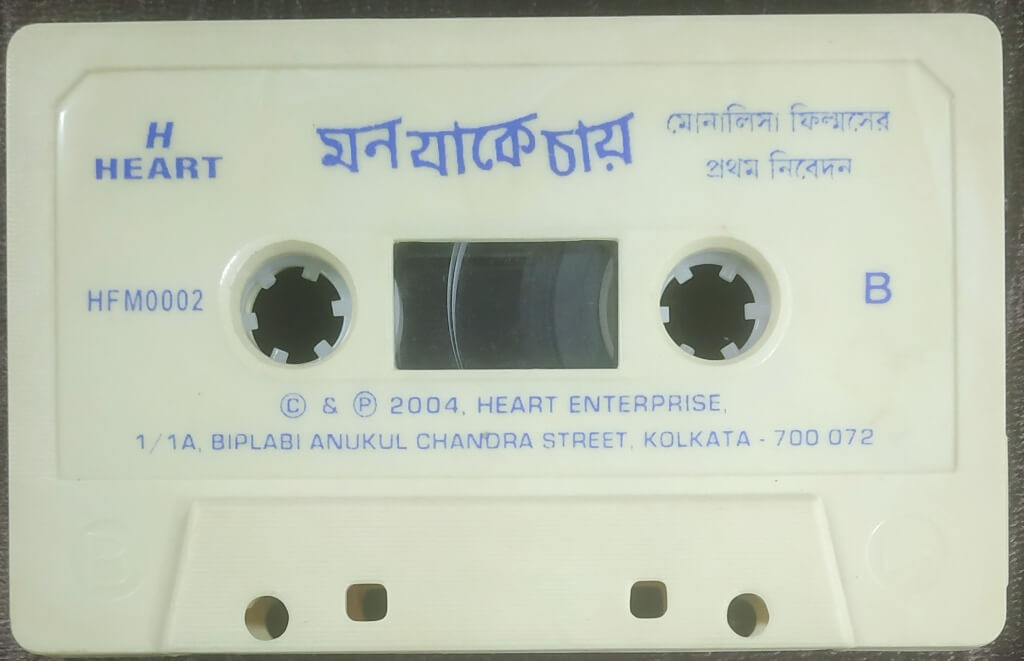 H
HEART
মন যাকে চায়
মোনালিসা ফিল্মসের
প্রথম নিবেদন
HFM0002
B
Ⓒ & Ⓟ 2004, HEART ENTERPRISE,
1/1A, BIPLABI ANUKUL CHANDRA STREET, KOLKATA - 700 072
B